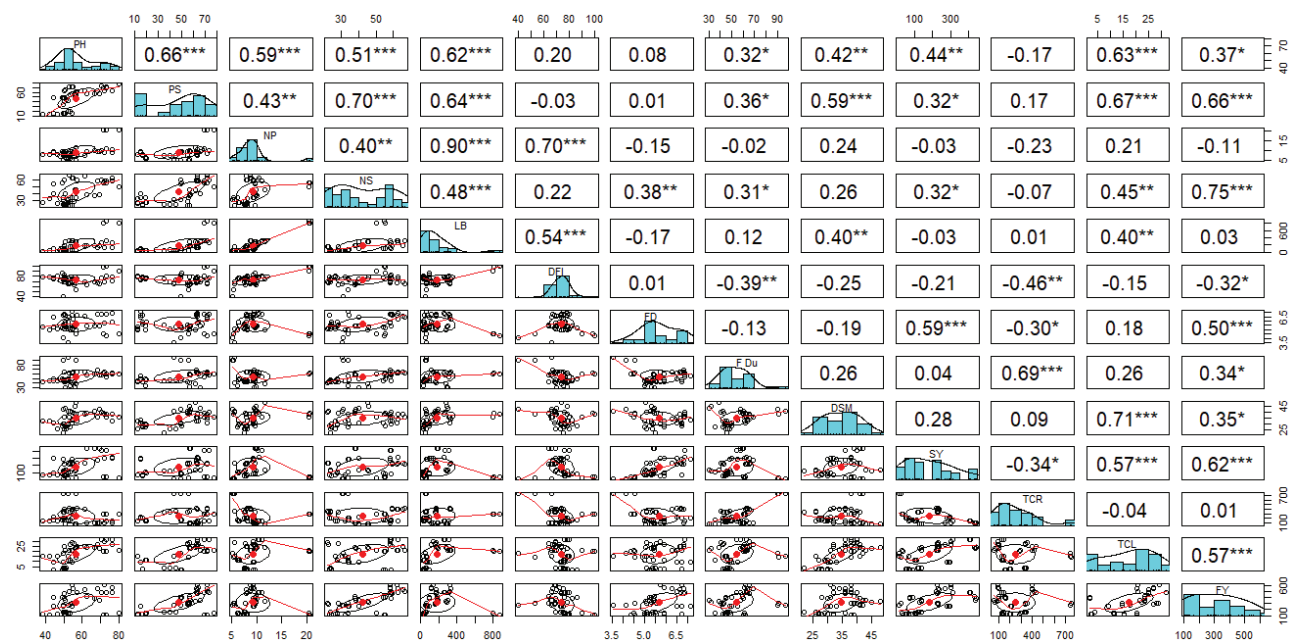 10 30 50 70 30 50 40 60 80 100 30 50 70 90 100 300 5 15 25
PH 0.66*** 0.59*** 0.51*** 0.62*** 0.20 0.08 0.32* 0.42** 0.44** -0.17 0.63*** 0.37* 40 70
10 60 PS 0.43** 0.70*** 0.64*** -0.03 0.01 0.36* 0.59*** 0.32* 0.17 0.67*** 0.66***
NP 0.40** 0.90*** 0.70*** -0.15 -0.02 0.24 -0.03 -0.23 0.21 -0.11 5 15
30 60 NS 0.48*** 0.22 0.38** 0.31* 0.26 0.32* -0.07 0.45** 0.75***
LB 0.54*** -0.17 0.12 0.40** -0.03 0.01 0.40** 0.03 0 600
40 80 DFI 0.01 -0.39** -0.25 -0.21 -0.46** -0.15 -0.32*
FD -0.13 -0.19 0.59*** -0.30* 0.18 0.50*** 3.5 6.5
30 80 F Du 0.26 0.04 0.69*** 0.26 0.34*
DSM 0.28 0.09 0.71*** 0.35* 25 45
100 SY -0.34* 0.57*** 0.62***
TCR -0.04 0.01 100 700
5 25 TCL 0.57***
FY 100 600
40 60 80 5 10 20 0 400 800 3.5 5.0 6.5 25 35 45 100 400 700 100 300 500